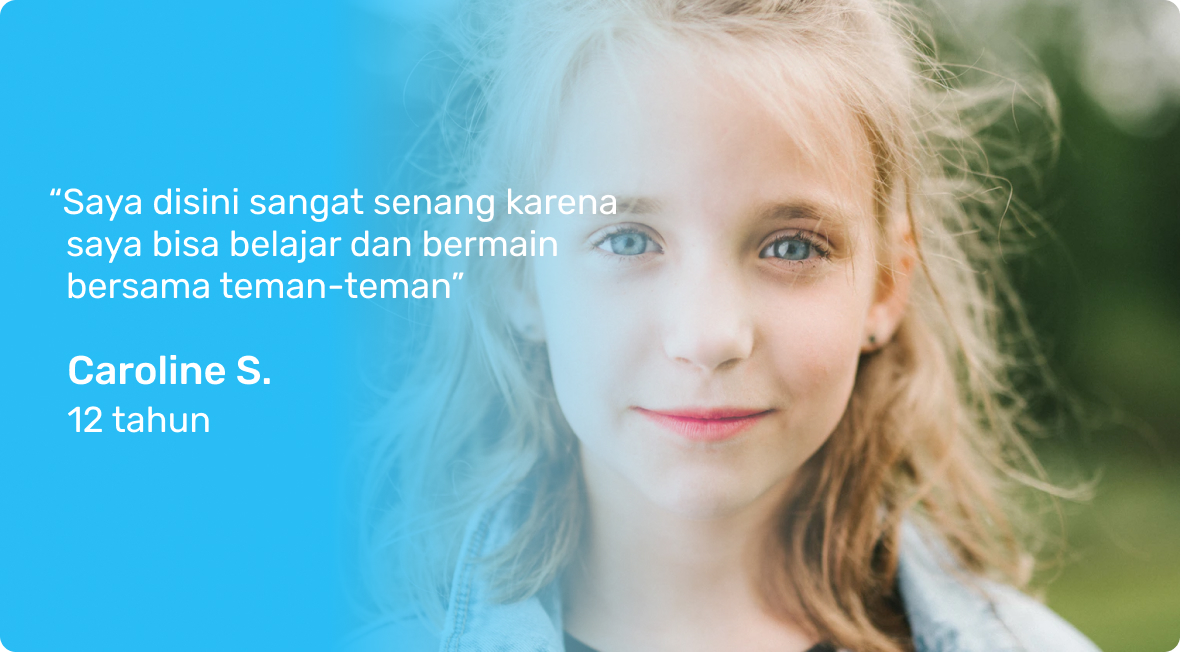 “Saya disini sangat senang karena
saya bisa belajar dan bermain
bersama teman-teman”
Caroline S.
12 tahun